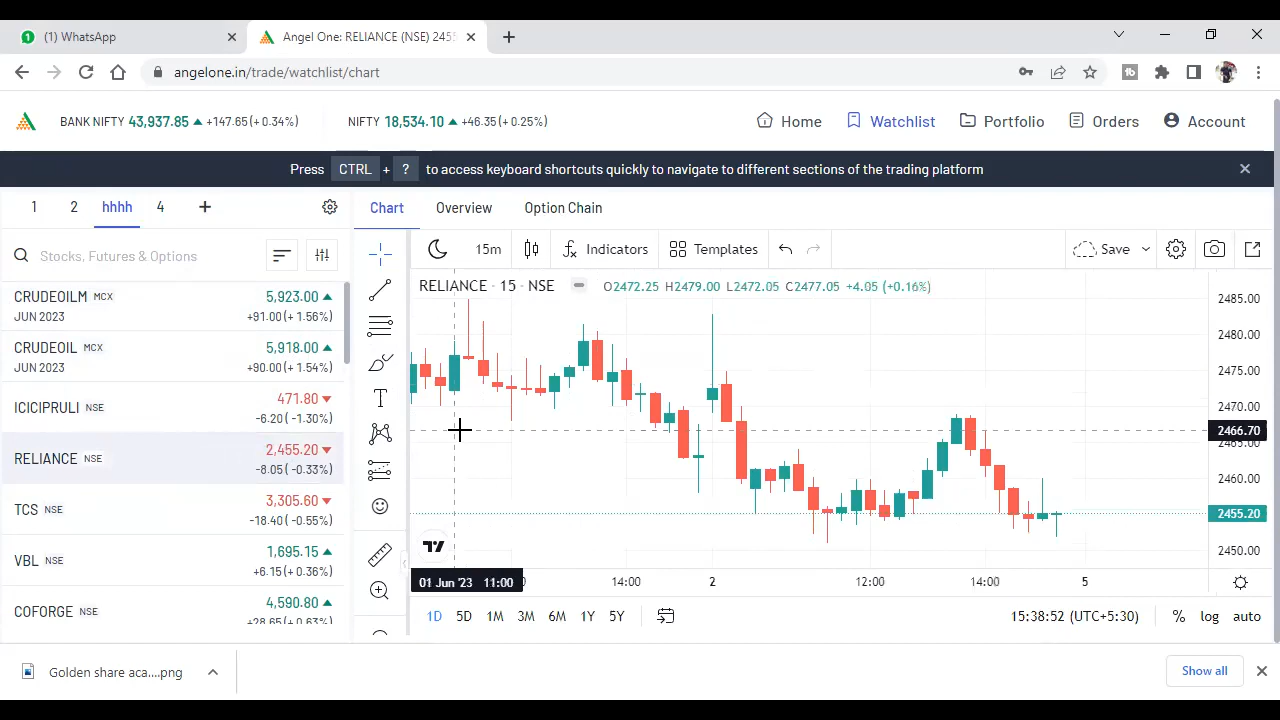 (1) WhatsApp
Angel One: RELIANCE (NSE) 2455
angelone.in/trade/watchlist/chart
BANK NIFTY 43,937.85 +147.65 (+0.34%)
NIFTY 18,534.10 +46.35 (+0.25%)
Home Watchlist Portfolio Orders Account
Press CTRL + ? to access keyboard shortcuts quickly to navigate to different sections of the trading platform
1 2 hhhh 4 +
Stocks, Futures & Options
CRUDEOILM MCX 5,923.00
JUN 2023 +91.00 (+ 1.56%)
CRUDEOIL MCX 5,918.00
JUN 2023 +90.00 (+ 1.54%)
ICICIPRULI NSE 471.80
-6.20 ( -1.30%)
RELIANCE NSE 2,455.20
-8.05 ( -0.33%)
TCS NSE 3,305.60
-18.40 ( -0.55%)
VBL NSE 1,695.15
+6.15 (+ 0.36%)
COFORGE NSE 4,590.80
+28.65 (+ 0.63%)
Chart Overview Option Chain
15m Indicators Templates Save
RELIANCE · 15 · NSE O2472.25 H2479.00 L2472.05 C2477.05 +4.05 (+0.16%)
2485.00
2480.00
2475.00
2470.00
2466.70
2465.00
2460.00
2455.20
2450.00
01 Jun '23 11:00 14:00 2 12:00 14:00 5
1D 5D 1M 3M 6M 1Y 5Y 15:38:52 (UTC+5:30) % log auto
Golden share aca....png
Show all